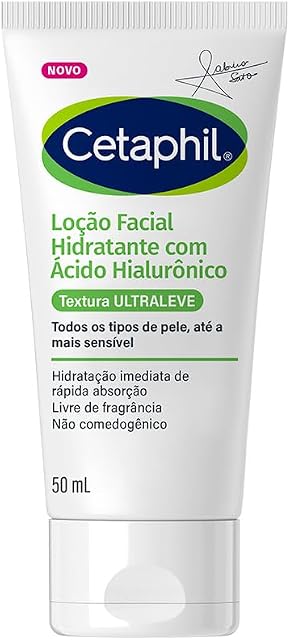 NOVO
Cetaphil®
Loção Facial
Hidratante com
Ácido Hialurônico
Textura ULTRALEVE
Todos os tipos de pele, até a
mais sensível
Hidratação imediata de
rápida absorção
Livre de fragrância
Não comedogênico
50 mL